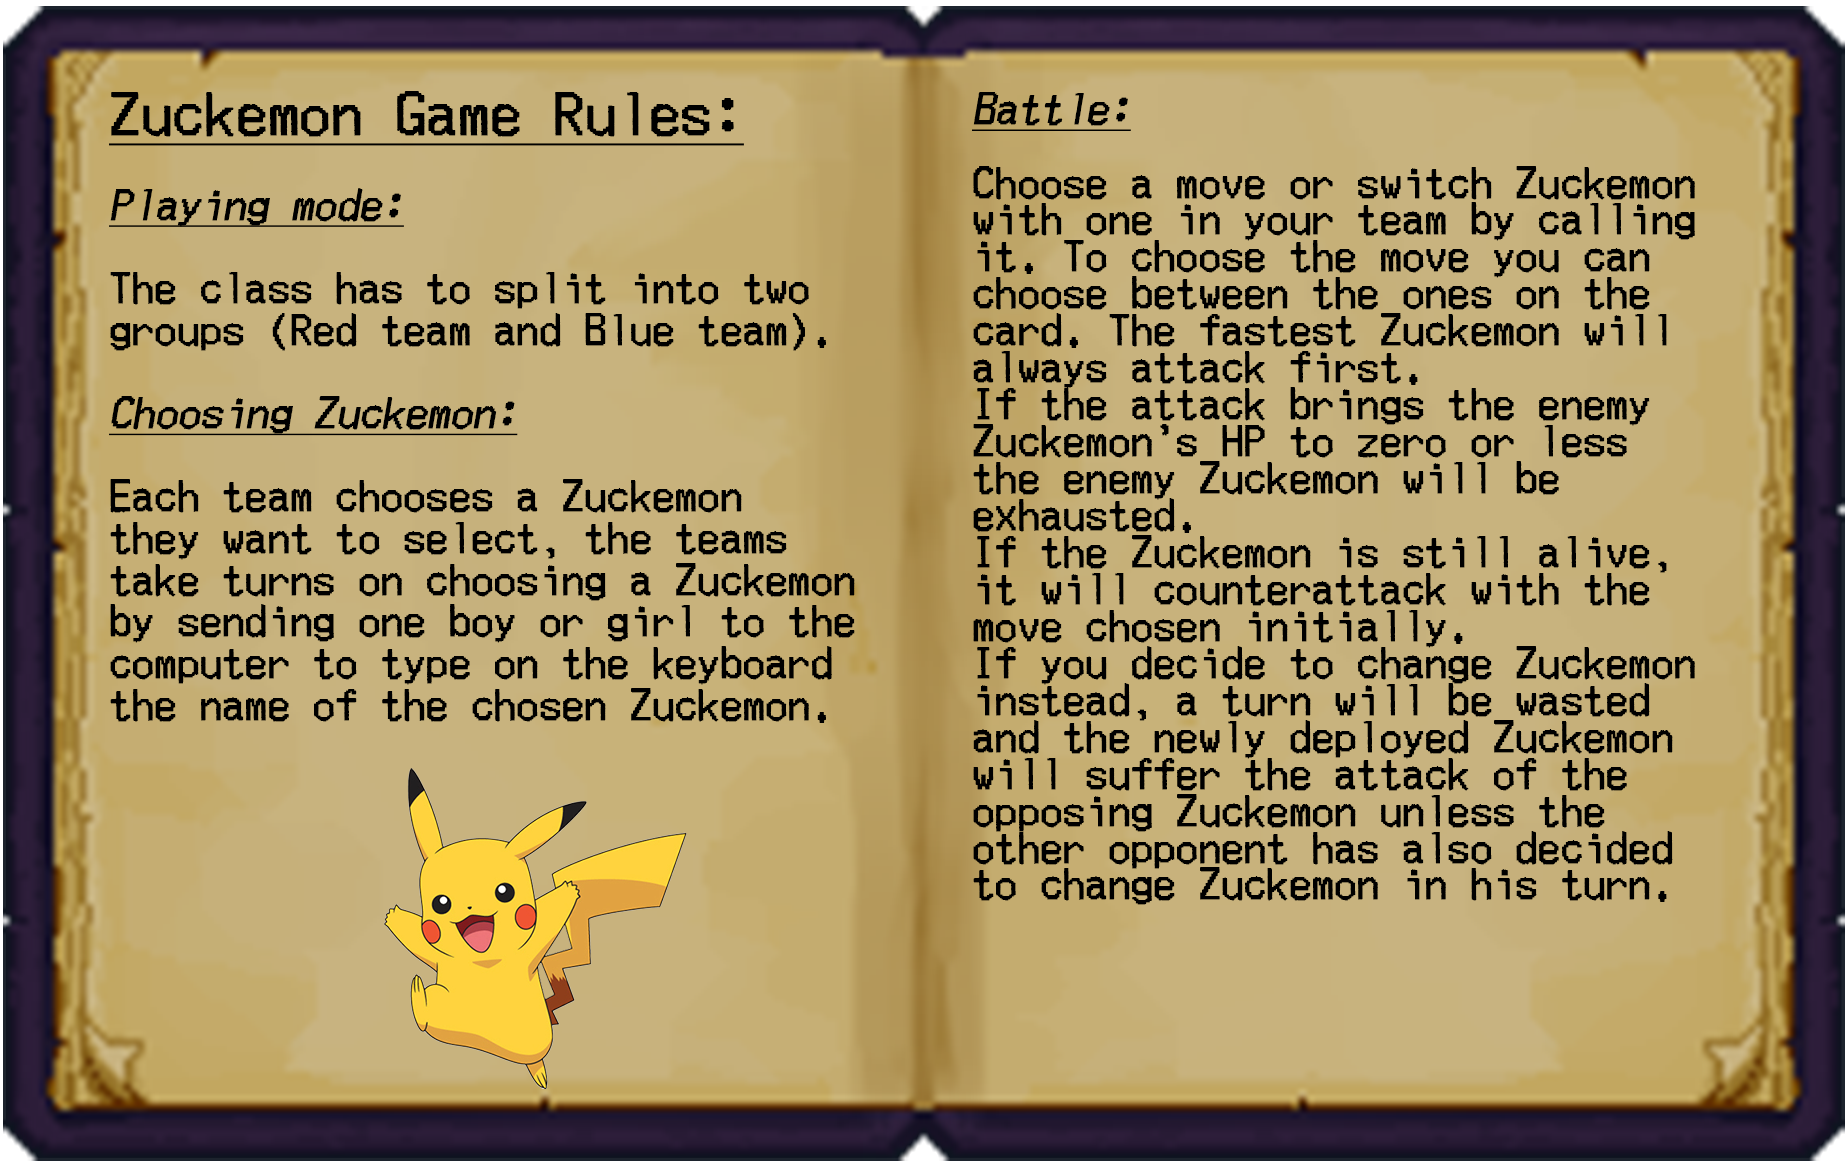 Zuckemon Game Rules:
Playing mode:
The class has to split into two
groups (Red team and Blue team).
Choosing Zuckemon:
Each team chooses a Zuckemon
they want to select, the teams
take turns on choosing a Zuckemon
by sending one boy or girl to the
computer to type on the keyboard
the name of the chosen Zuckemon.
Battle:
Choose a move or switch Zuckemon
with one in your team by calling
it. To choose the move you can
choose between the ones on the
card. The fastest Zuckemon will
always attack first.
If the attack brings the enemy
Zuckemon's HP to zero or less
the enemy Zuckemon will be
exhausted.
If the Zuckemon is still alive,
it will counterattack with the
move chosen initially.
If you decide to change Zuckemon
instead, a turn will be wasted
and the newly deployed Zuckemon
will suffer the attack of the
opposing Zuckemon unless the
other opponent has also decided
to change Zuckemon in his turn.